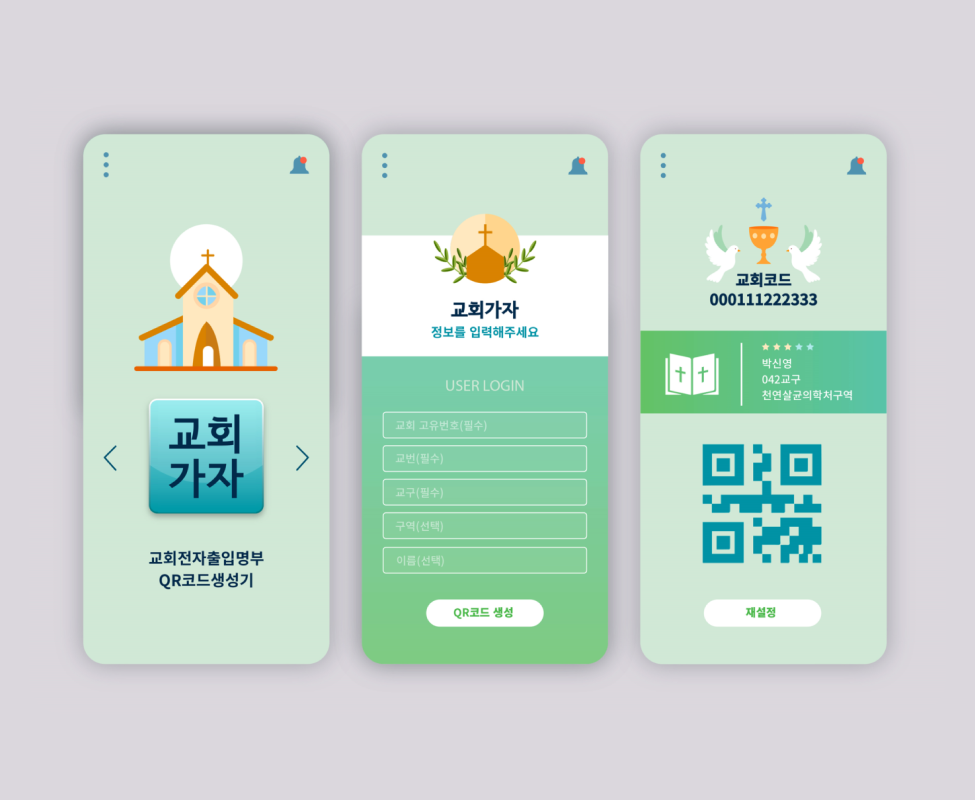 교회
가자
교회전자출입명부
QR코드생성기
교회가자
정보를 입력해주세요
USER LOGIN
교회 고유번호(필수)
교번(필수)
교구(필수)
구역(선택)
이름(선택)
QR코드 생성
교회코드
000111222333
박신영
042교구
천연살균의학처구역
재설정